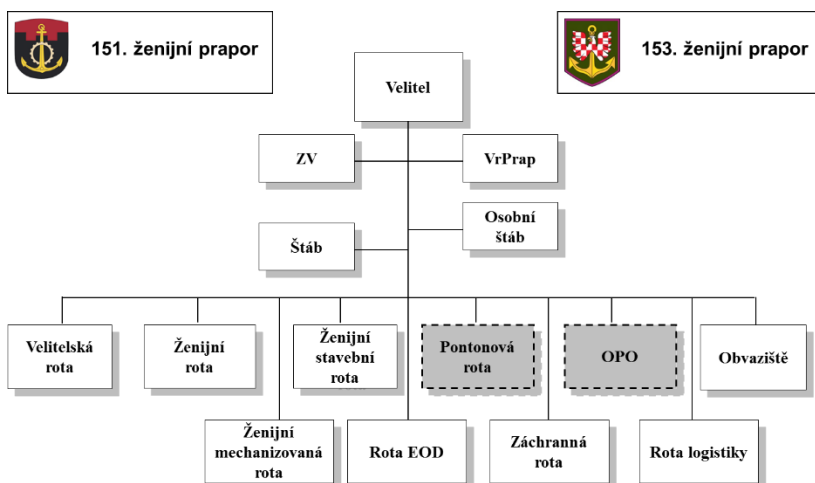 151. ženijní prapor
153. ženijní prapor
Velitel
ZV
VrPrap
Osobní
štáb
Štáb
Velitelská
rota
Ženijní
rota
Ženijní
stavební
rota
Pontonová
rota
OPO
Obvaziště
Ženijní
mechanizovaná
rota
Rota EOD
Záchranná
rota
Rota logistiky